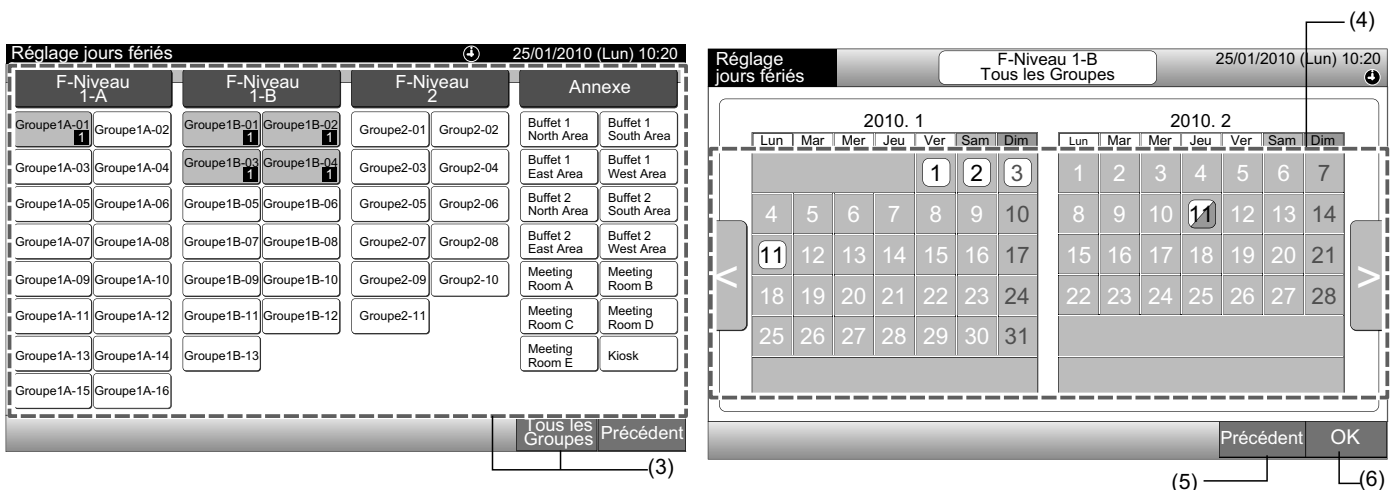 (4)
Réglage jours fériés 25/01/2010 (Lun) 10:20
F-Niveau 1-A F-Niveau 1-B F-Niveau 2 Annexe
Groupe1A-01 1 Groupe1A-02 Groupe1B-01 1 Groupe1B-02 1 Groupe2-01 Group2-02 Buffet 1 North Area Buffet 1 South Area
Groupe1A-03 Groupe1A-04 Groupe1B-03 1 Groupe1B-04 1 Groupe2-03 Group2-04 Buffet 1 East Area Buffet 1 West Area
Groupe1A-05 Groupe1A-06 Groupe1B-05 Groupe1B-06 Groupe2-05 Group2-06 Buffet 2 North Area Buffet 2 South Area
Groupe1A-07 Groupe1A-08 Groupe1B-07 Groupe1B-08 Groupe2-07 Group2-08 Buffet 2 East Area Buffet 2 West Area
Groupe1A-09 Groupe1A-10 Groupe1B-09 Groupe1B-10 Groupe2-09 Group2-10 Meeting Room A Meeting Room B
Groupe1A-11 Groupe1A-12 Groupe1B-11 Groupe1B-12 Groupe2-11 Meeting Room C Meeting Room D
Groupe1A-13 Groupe1A-14 Groupe1B-13 Meeting Room E Kiosk
Groupe1A-15 Groupe1A-16
Tous les Groupes Précédent
(3)
Réglage jours fériés
F-Niveau 1-B
Tous les Groupes
25/01/2010 (Lun) 10:20
2010. 1
Lun Mar Mer Jeu Ver Sam Dim
1 2 3
4 5 6 7 8 9 10
11 12 13 14 15 16 17
18 19 20 21 22 23 24
25 26 27 28 29 30 31
2010. 2
Lun Mar Mer Jeu Ver Sam Dim
1 2 3 4 5 6 7
8 9 10 11 12 13 14
15 16 17 18 19 20 21
22 23 24 25 26 27 28
< >
Précédent OK
(5) (6)